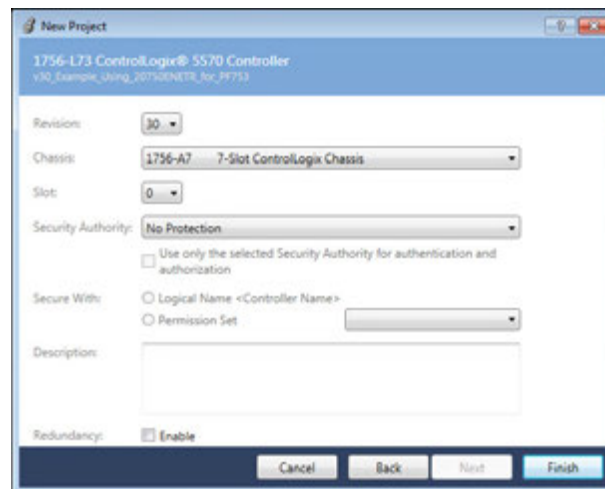 New Project
1756-L73 ControlLogix® 5570 Controller
v30_Example_Using_20750ENETR_for_PF753
Revision: 30
Chassis: 1756-A7 7-Slot ControlLogix Chassis
Slot: 0
Security Authority: No Protection
Use only the selected Security Authority for authentication and
authorization
Secure With: Logical Name <Controller Name>
Permission Set
Description:
Redundancy: Enable
Cancel Back Next Finish